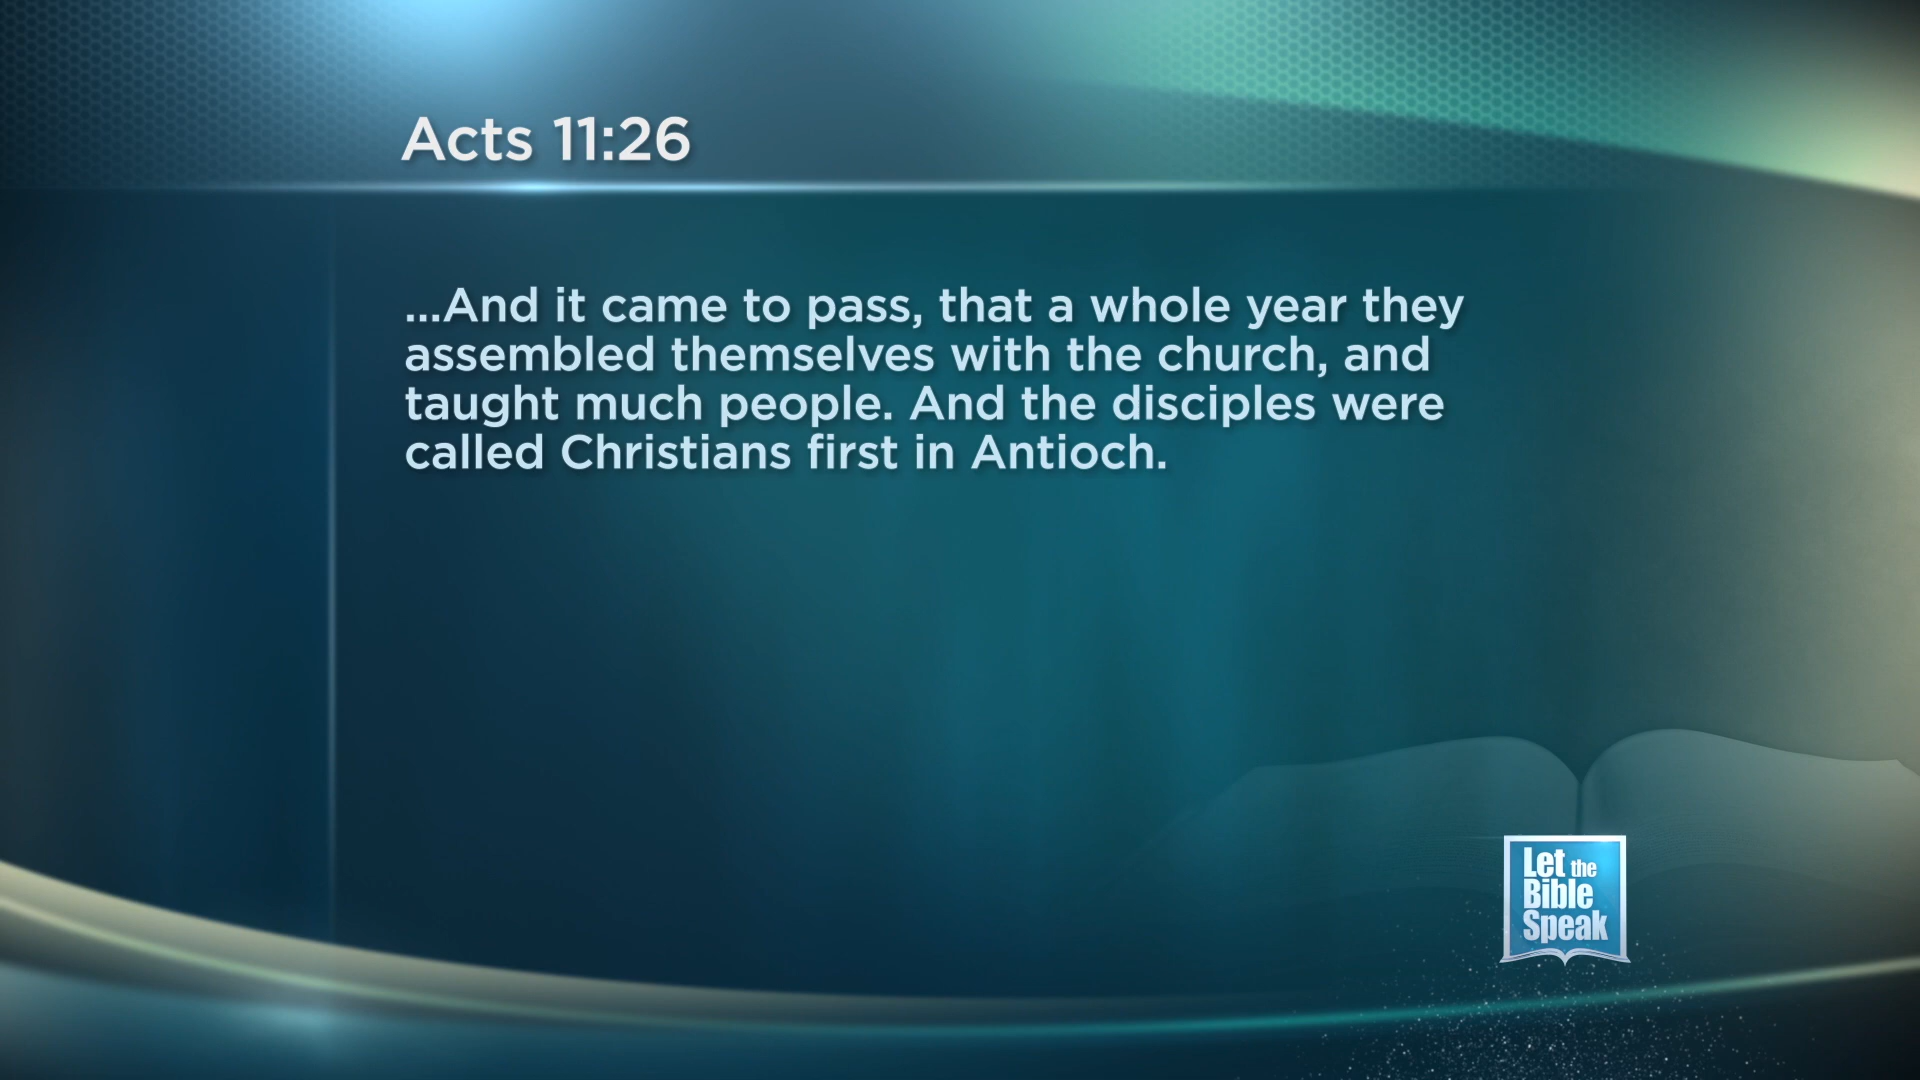 Acts 11:26
...And it came to pass, that a whole year they
assembled themselves with the church, and
taught much people. And the disciples were
called Christians first in Antioch.
Let the
Bible
Speak